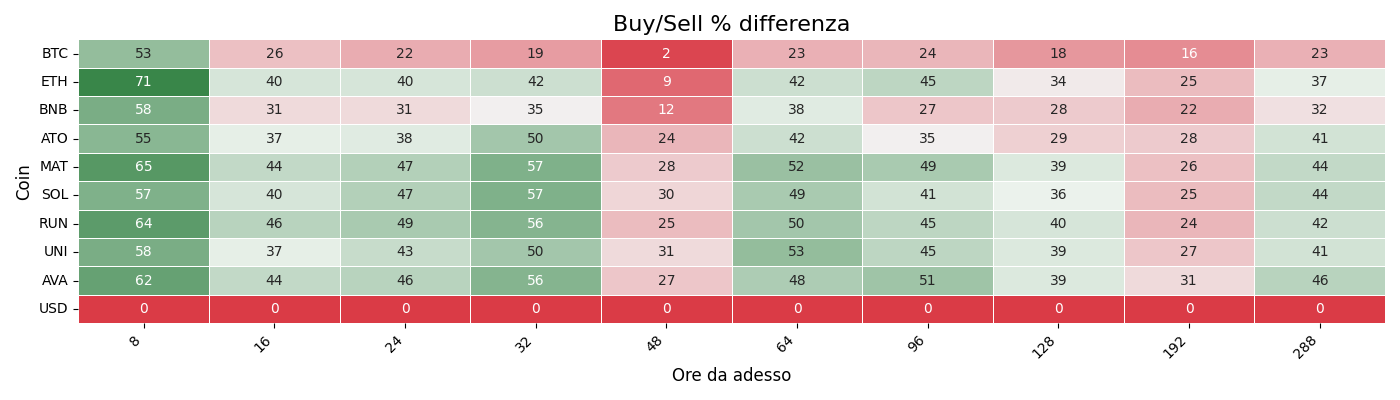 Buy/Sell % differenza
Coin
BTC 53 26 22 19 2 23 24 18 16 23
ETH 71 40 40 42 9 42 45 34 25 37
BNB 58 31 31 35 12 38 27 28 22 32
ATO 55 37 38 50 24 42 35 29 28 41
MAT 65 44 47 57 28 52 49 39 26 44
SOL 57 40 47 57 30 49 41 36 25 44
RUN 64 46 49 56 25 50 45 40 24 42
UNI 58 37 43 50 31 53 45 39 27 41
AVA 62 44 46 56 27 48 51 39 31 46
USD 0 0 0 0 0 0 0 0 0 0
8 16 24 32 48 64 96 128 192 288
Ore da adesso